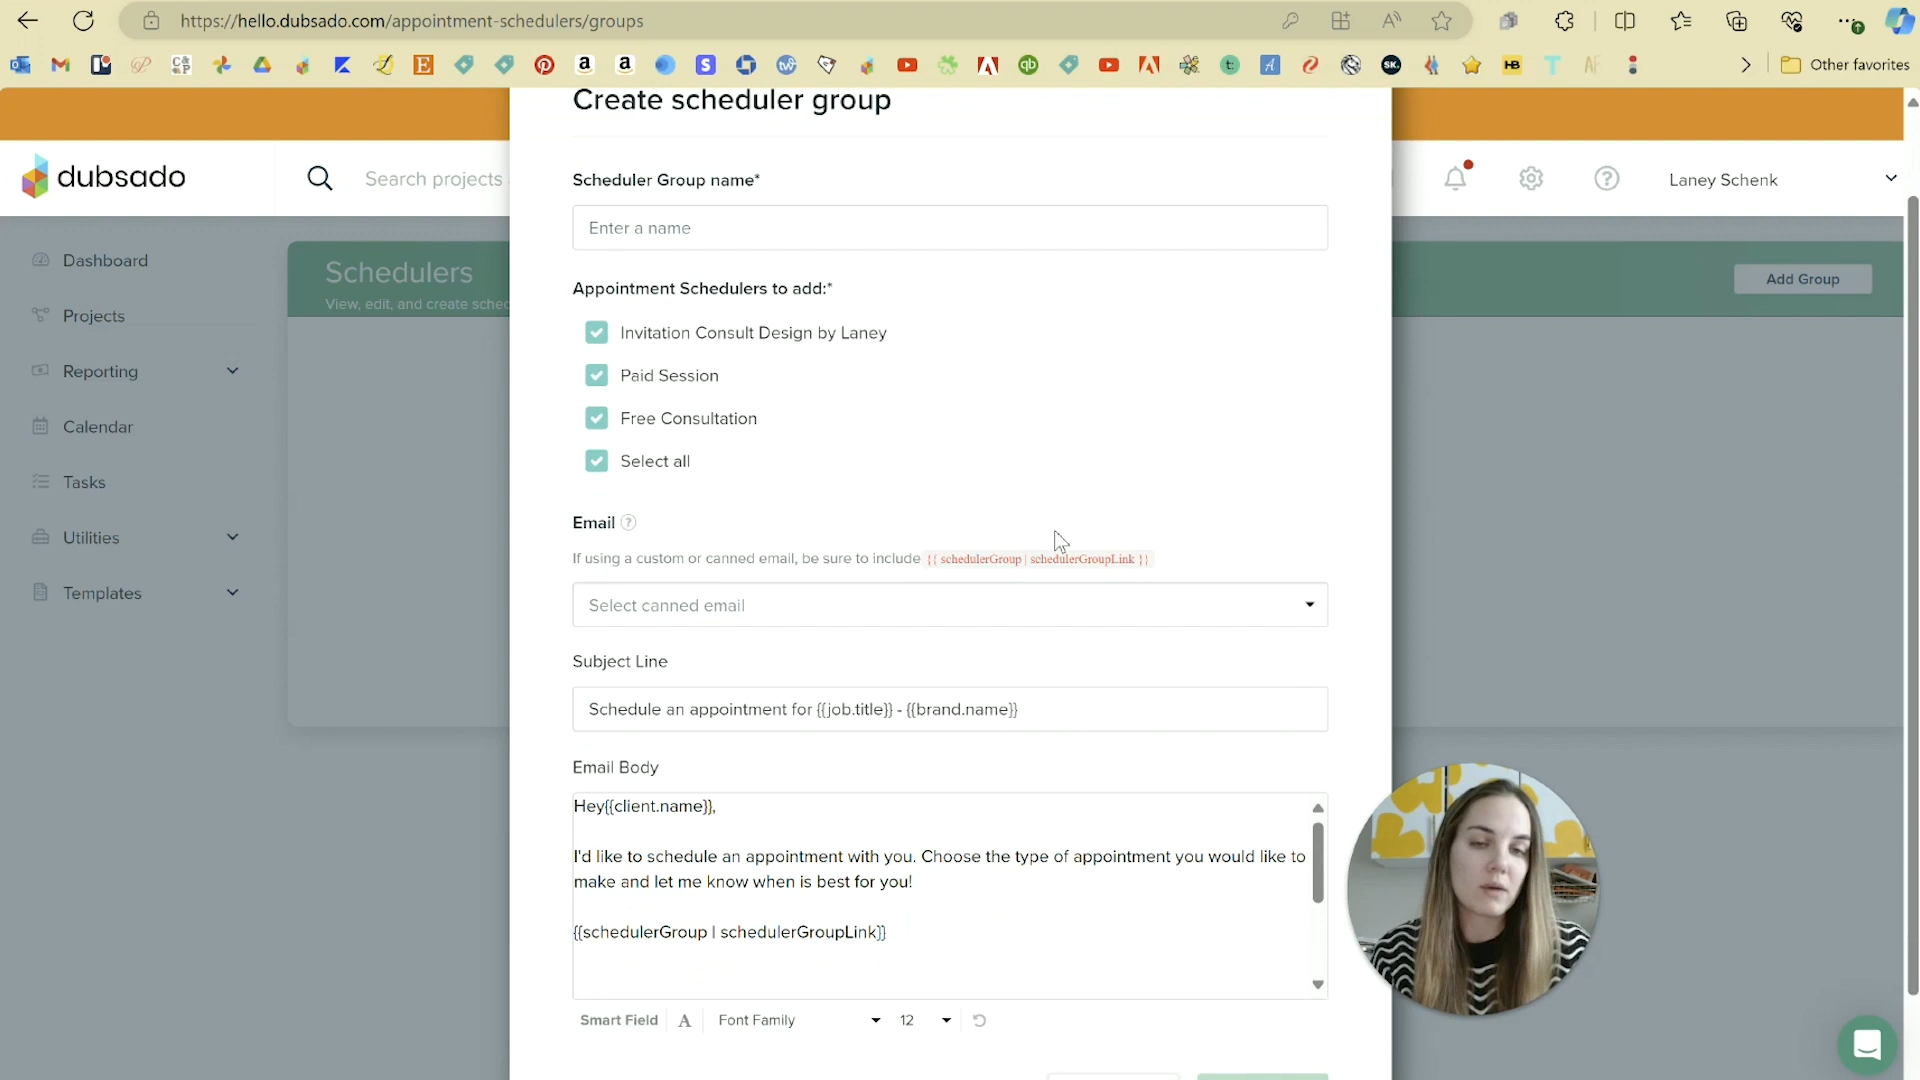 https://hello.dubsado.com/appointment-schedulers/groups
Other favorites
Create scheduler group
dubsado
Search projects
Laney Schenk
Scheduler Group name*
Enter a name
Dashboard
Projects
Reporting
Calendar
Tasks
Utilities
Templates
Schedulers
View, edit, and create sched
Add Group
Appointment Schedulers to add:*
Invitation Consult Design by Laney
Paid Session
Free Consultation
Select all
Email ?
If using a custom or canned email, be sure to include {{ schedulerGroup | schedulerGroupLink }}
Select canned email
Subject Line
Schedule an appointment for {{job.title}} - {{brand.name}}
Email Body
Hey{{client.name}},
I'd like to schedule an appointment with you. Choose the type of appointment you would like to
make and let me know when is best for you!
{{schedulerGroup | schedulerGroupLink}}
Smart Field
A
Font Family
12